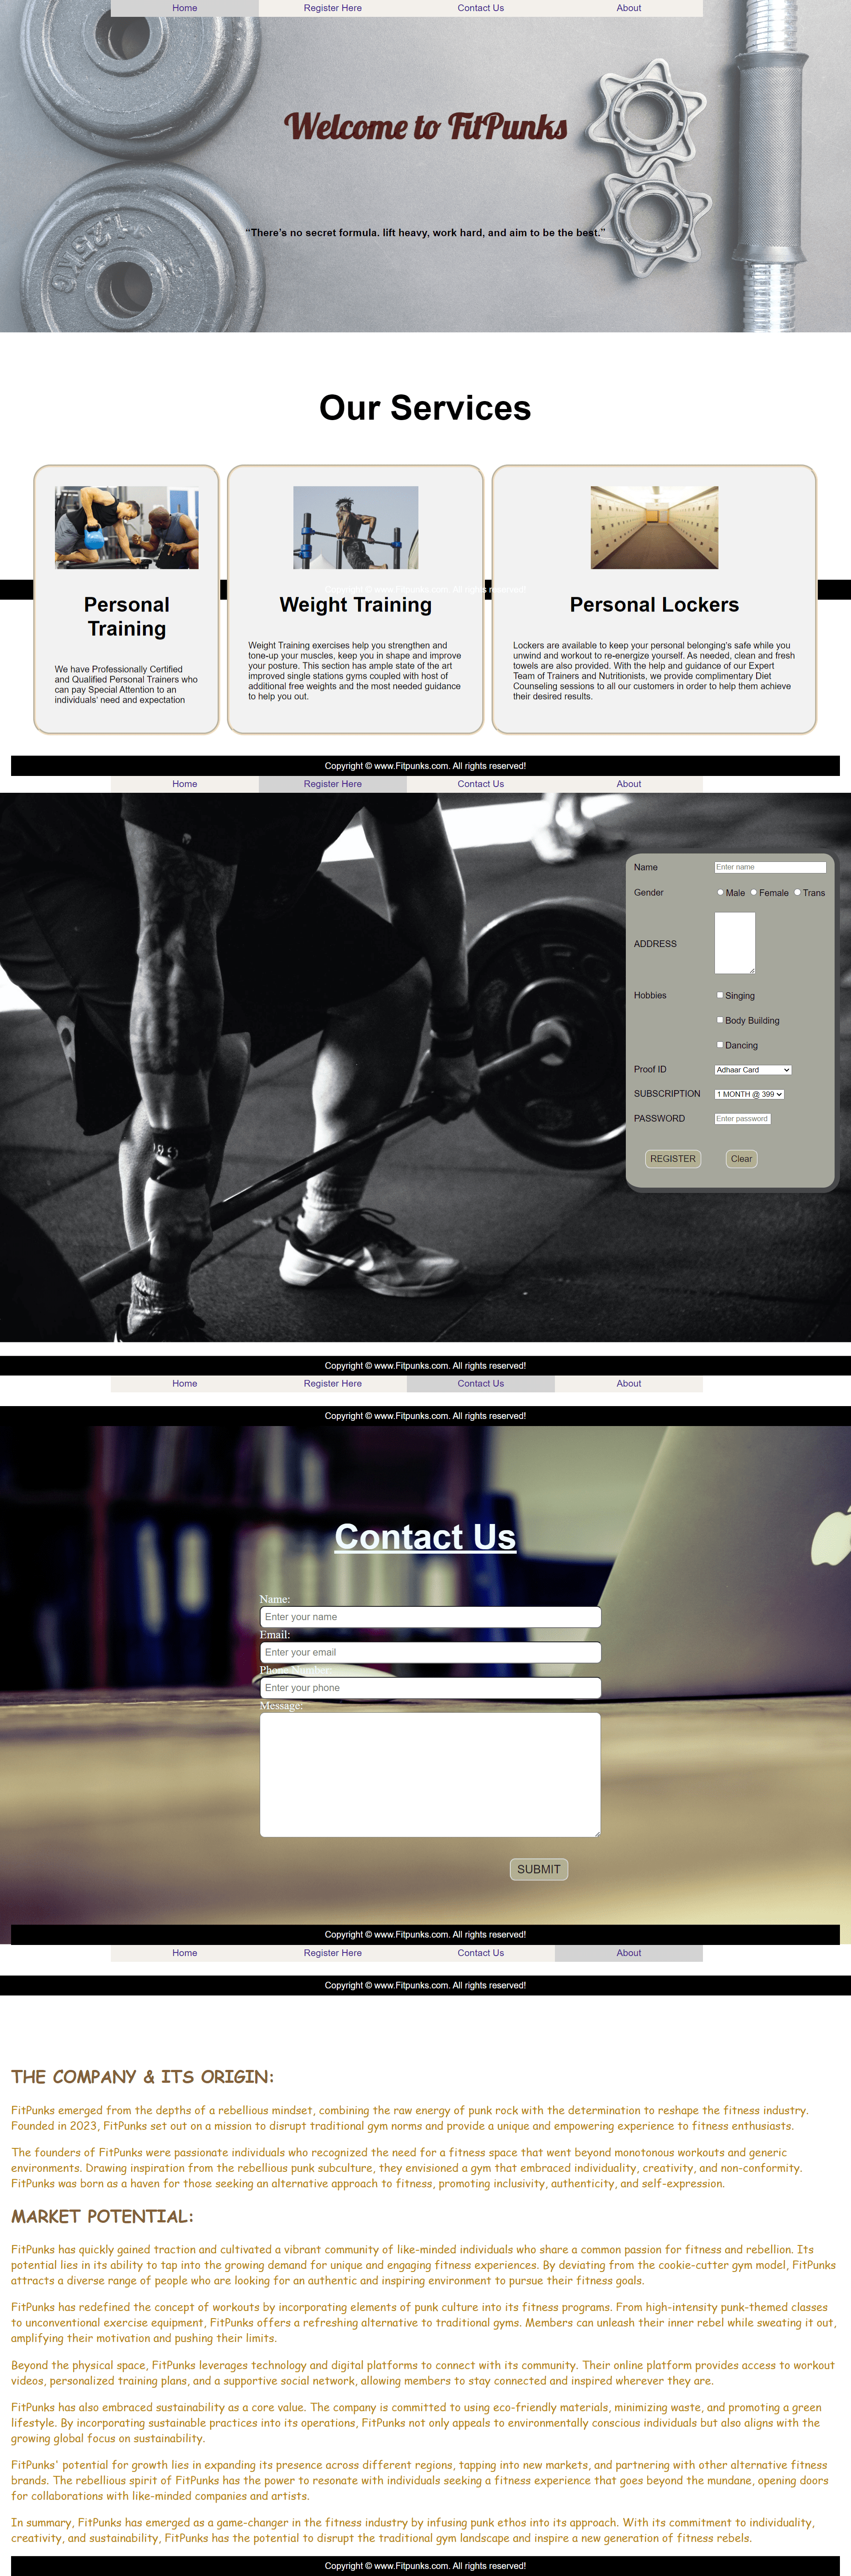 Home Register Here Contact Us About
Welcome to FitPunks
“There’s no secret formula. lift heavy, work hard, and aim to be the best.”
Our Services
Copyright © www.Fitpunks.com. All rights reserved!
Personal
Training
We have Professionally Certified
and Qualified Personal Trainers who
can pay Special Attention to an
individuals' need and expectation
Weight Training
Weight Training exercises help you strengthen and
tone-up your muscles, keep you in shape and improve
your posture. This section has ample state of the art
improved single stations gyms coupled with host of
additional free weights and the most needed guidance
to help you out.
Personal Lockers
Lockers are available to keep your personal belonging's safe while you
unwind and workout to re-energize yourself. As needed, clean and fresh
towels are also provided. With the help and guidance of our Expert
Team of Trainers and Nutritionists, we provide complimentary Diet
Counseling sessions to all our customers in order to help them achieve
their desired results.
Copyright © www.Fitpunks.com. All rights reserved!
Home Register Here Contact Us About
Name Enter name
Gender Male Female Trans
ADDRESS
Hobbies Singing
Body Building
Dancing
Proof ID Adhaar Card
SUBSCRIPTION 1 MONTH @ 399
PASSWORD Enter password
REGISTER Clear
Copyright © www.Fitpunks.com. All rights reserved!
Home Register Here Contact Us About
Copyright © www.Fitpunks.com. All rights reserved!
Contact Us
Name:
Enter your name
Email:
Enter your email
Phone Number:
Enter your phone
Message:
SUBMIT
Copyright © www.Fitpunks.com. All rights reserved!
Home Register Here Contact Us About
Copyright © www.Fitpunks.com. All rights reserved!
THE COMPANY & ITS ORIGIN:
FitPunks emerged from the depths of a rebellious mindset, combining the raw energy of punk rock with the determination to reshape the fitness industry.
Founded in 2023, FitPunks set out on a mission to disrupt traditional gym norms and provide a unique and empowering experience to fitness enthusiasts.
The founders of FitPunks were passionate individuals who recognized the need for a fitness space that went beyond monotonous workouts and generic
environments. Drawing inspiration from the rebellious punk subculture, they envisioned a gym that embraced individuality, creativity, and non-conformity.
FitPunks was born as a haven for those seeking an alternative approach to fitness, promoting inclusivity, authenticity, and self-expression.
MARKET POTENTIAL:
FitPunks has quickly gained traction and cultivated a vibrant community of like-minded individuals who share a common passion for fitness and rebellion. Its
potential lies in its ability to tap into the growing demand for unique and engaging fitness experiences. By deviating from the cookie-cutter gym model, FitPunks
attracts a diverse range of people who are looking for an authentic and inspiring environment to pursue their fitness goals.
FitPunks has redefined the concept of workouts by incorporating elements of punk culture into its fitness programs. From high-intensity punk-themed classes
to unconventional exercise equipment, FitPunks offers a refreshing alternative to traditional gyms. Members can unleash their inner rebel while sweating it out,
amplifying their motivation and pushing their limits.
Beyond the physical space, FitPunks leverages technology and digital platforms to connect with its community. Their online platform provides access to workout
videos, personalized training plans, and a supportive social network, allowing members to stay connected and inspired wherever they are.
FitPunks has also embraced sustainability as a core value. The company is committed to using eco-friendly materials, minimizing waste, and promoting a green
lifestyle. By incorporating sustainable practices into its operations, FitPunks not only appeals to environmentally conscious individuals but also aligns with the
growing global focus on sustainability.
FitPunks' potential for growth lies in expanding its presence across different regions, tapping into new markets, and partnering with other alternative fitness
brands. The rebellious spirit of FitPunks has the power to resonate with individuals seeking a fitness experience that goes beyond the mundane, opening doors
for collaborations with like-minded companies and artists.
In summary, FitPunks has emerged as a game-changer in the fitness industry by infusing punk ethos into its approach. With its commitment to individuality,
creativity, and sustainability, FitPunks has the potential to disrupt the traditional gym landscape and inspire a new generation of fitness rebels.
Copyright © www.Fitpunks.com. All rights reserved!